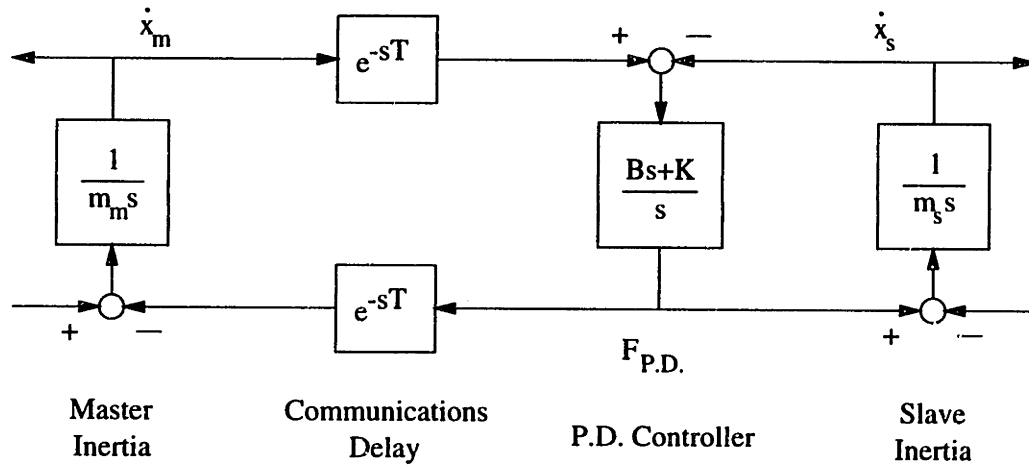 ẋm
e-sT
+
−
ẋs
1
mms
Bs+K
s
1
mss
+
−
e-sT
FP.D.
+
−
Master
Inertia
Communications
Delay
P.D. Controller
Slave
Inertia